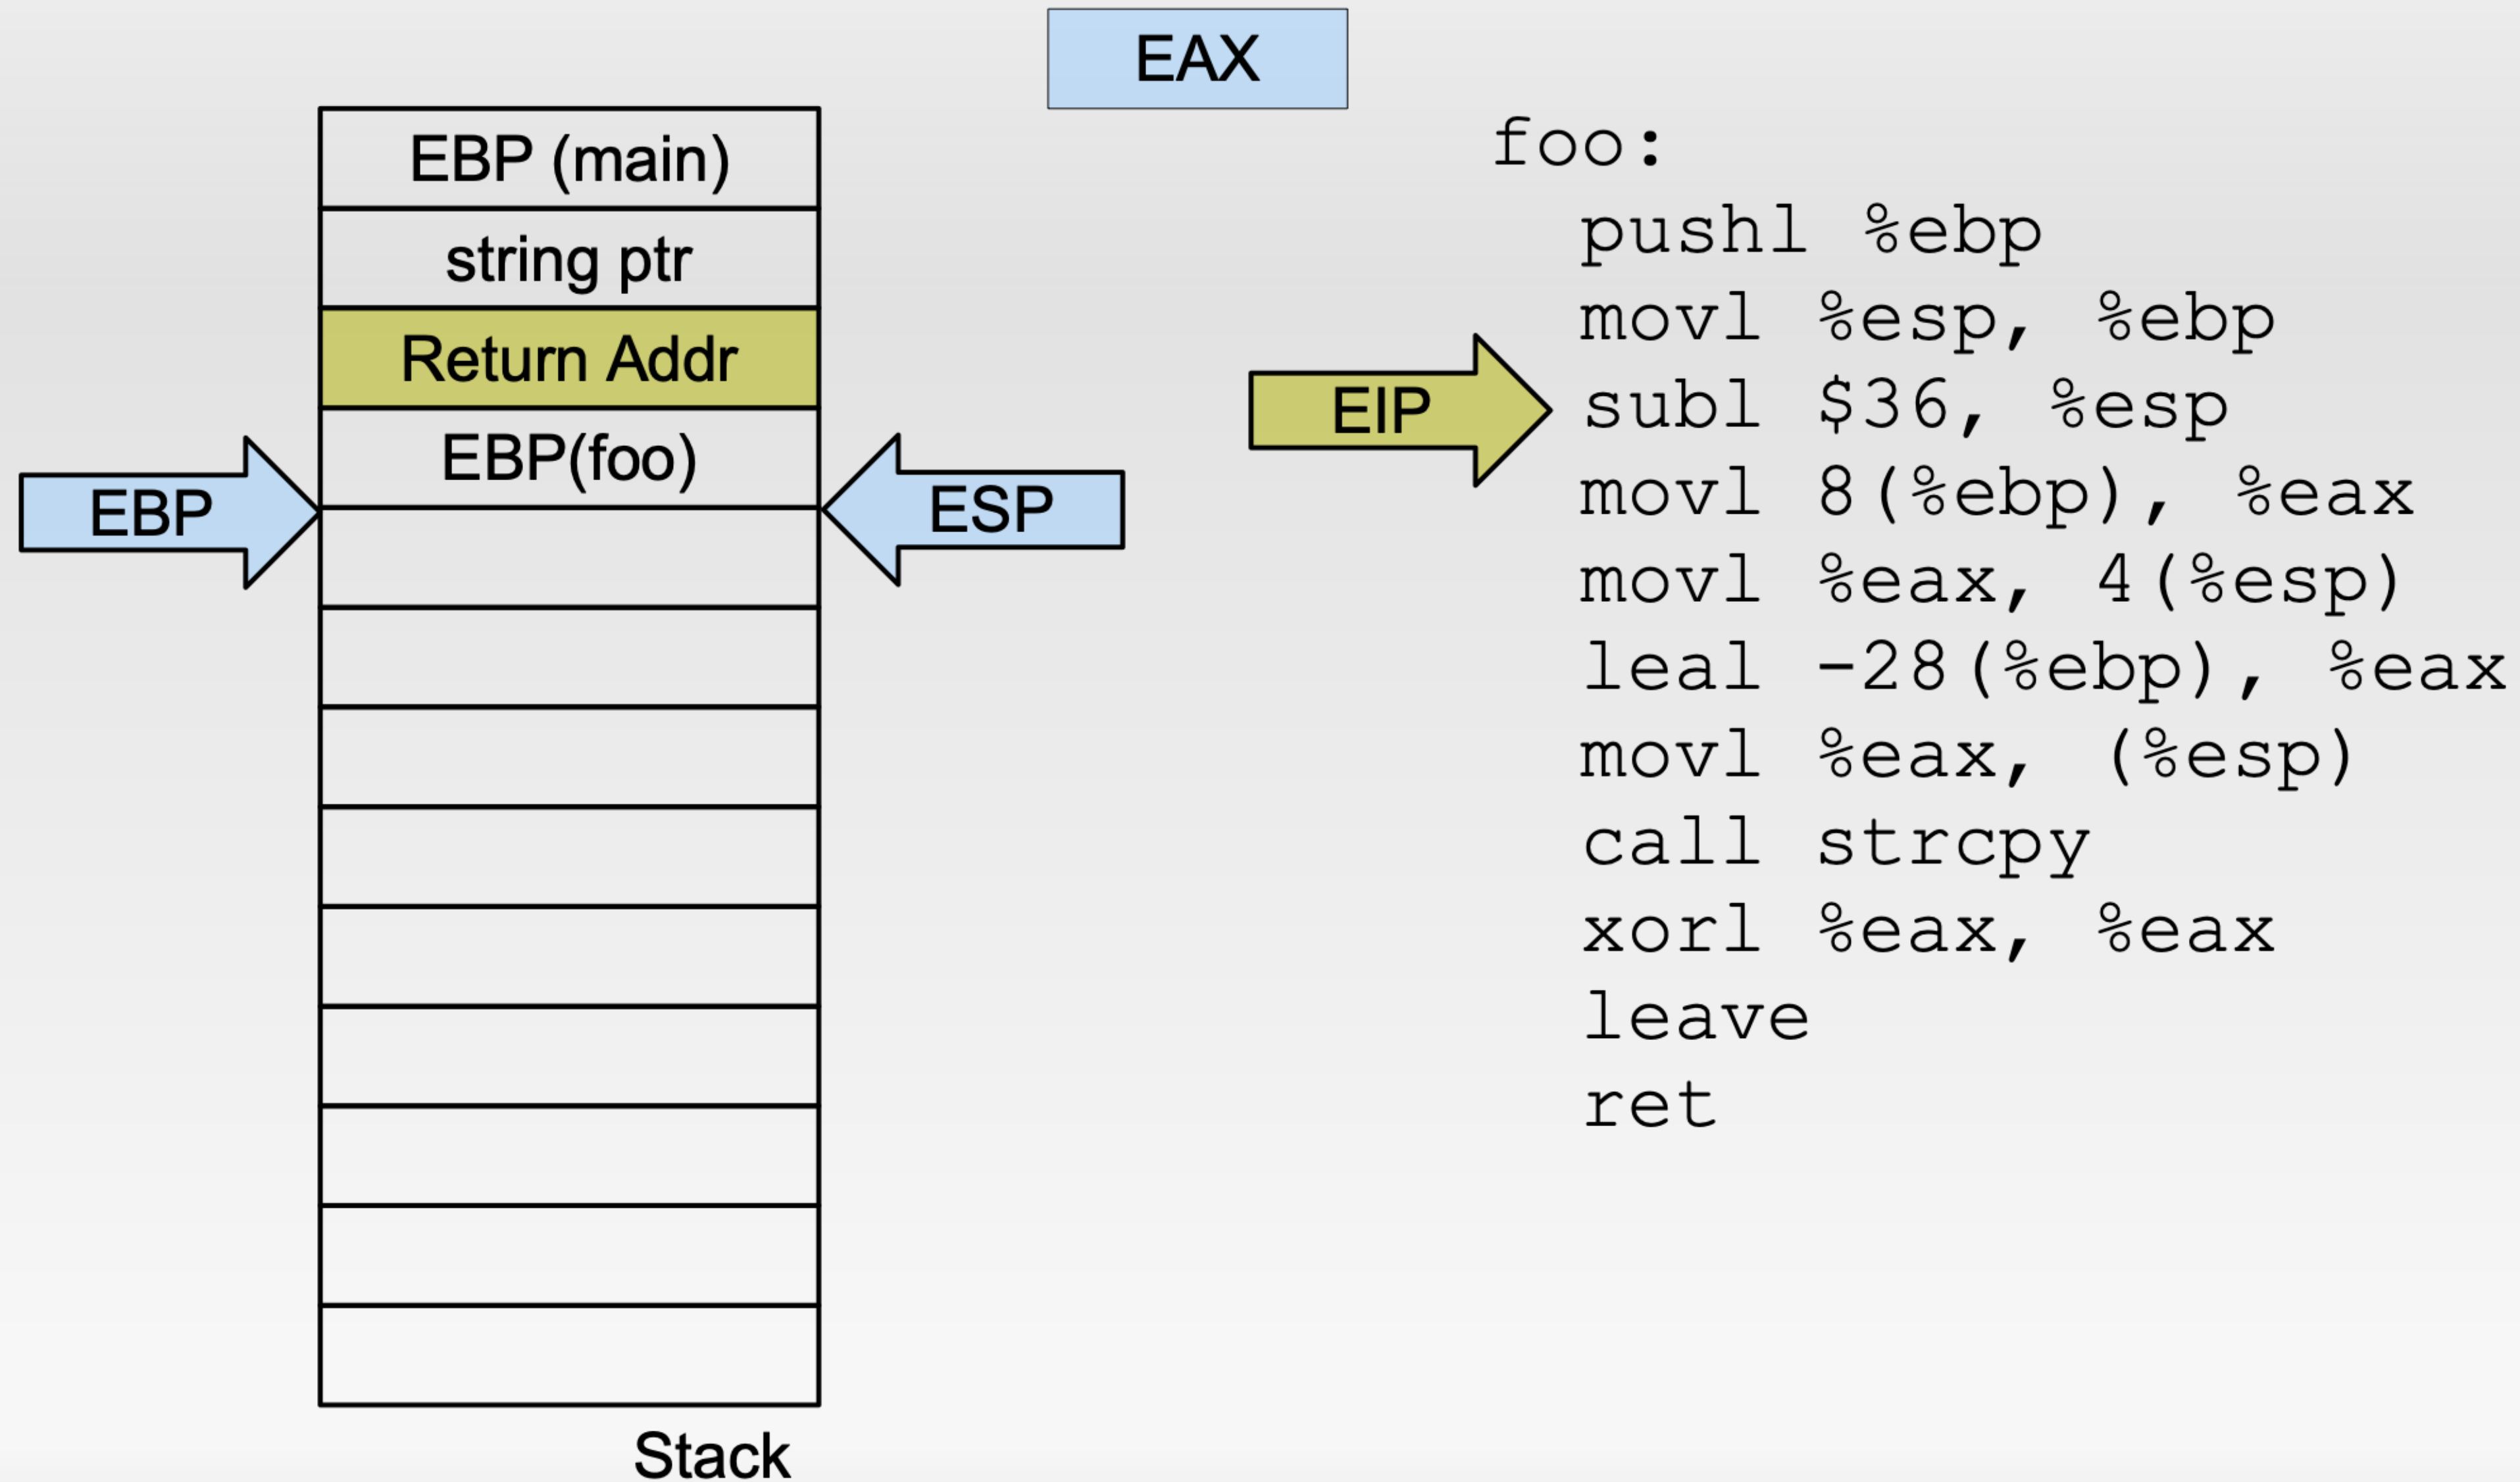 EAX
EBP (main)
string ptr
Return Addr
EBP(foo)
EBP
ESP
Stack
EIP
foo:
pushl %ebp
movl %esp, %ebp
subl $36, %esp
movl 8(%ebp), %eax
movl %eax, 4(%esp)
leal -28(%ebp), %eax
movl %eax, (%esp)
call strcpy
xorl %eax, %eax
leave
ret